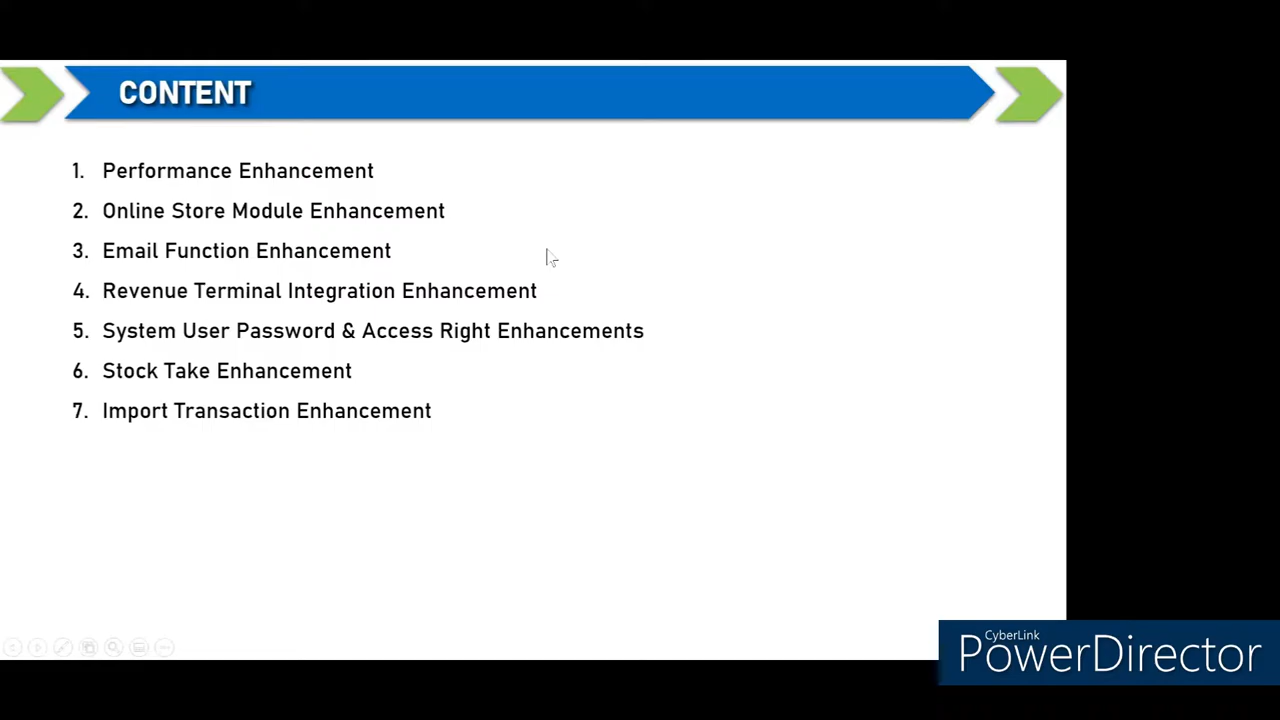 CONTENT
1. Performance Enhancement
2. Online Store Module Enhancement
3. Email Function Enhancement
4. Revenue Terminal Integration Enhancement
5. System User Password & Access Right Enhancements
6. Stock Take Enhancement
7. Import Transaction Enhancement
CyberLink
PowerDirector